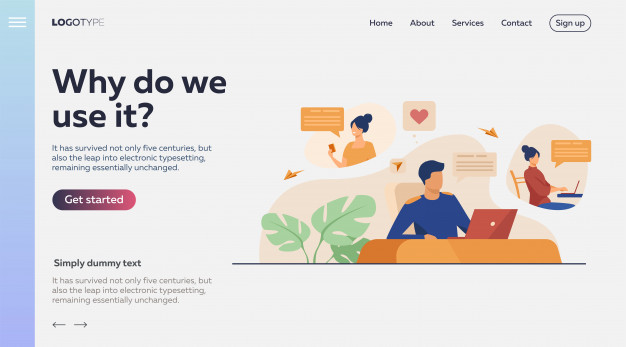 LOGOTYPE
Home About Services Contact Sign up
Why do we
use it?
It has survived not only five centuries, but
also the leap into electronic typesetting,
remaining essentially unchanged.
Get started
Simply dummy text
It has survived not only five centuries, but
also the leap into electronic typesetting,
remaining essentially unchanged.